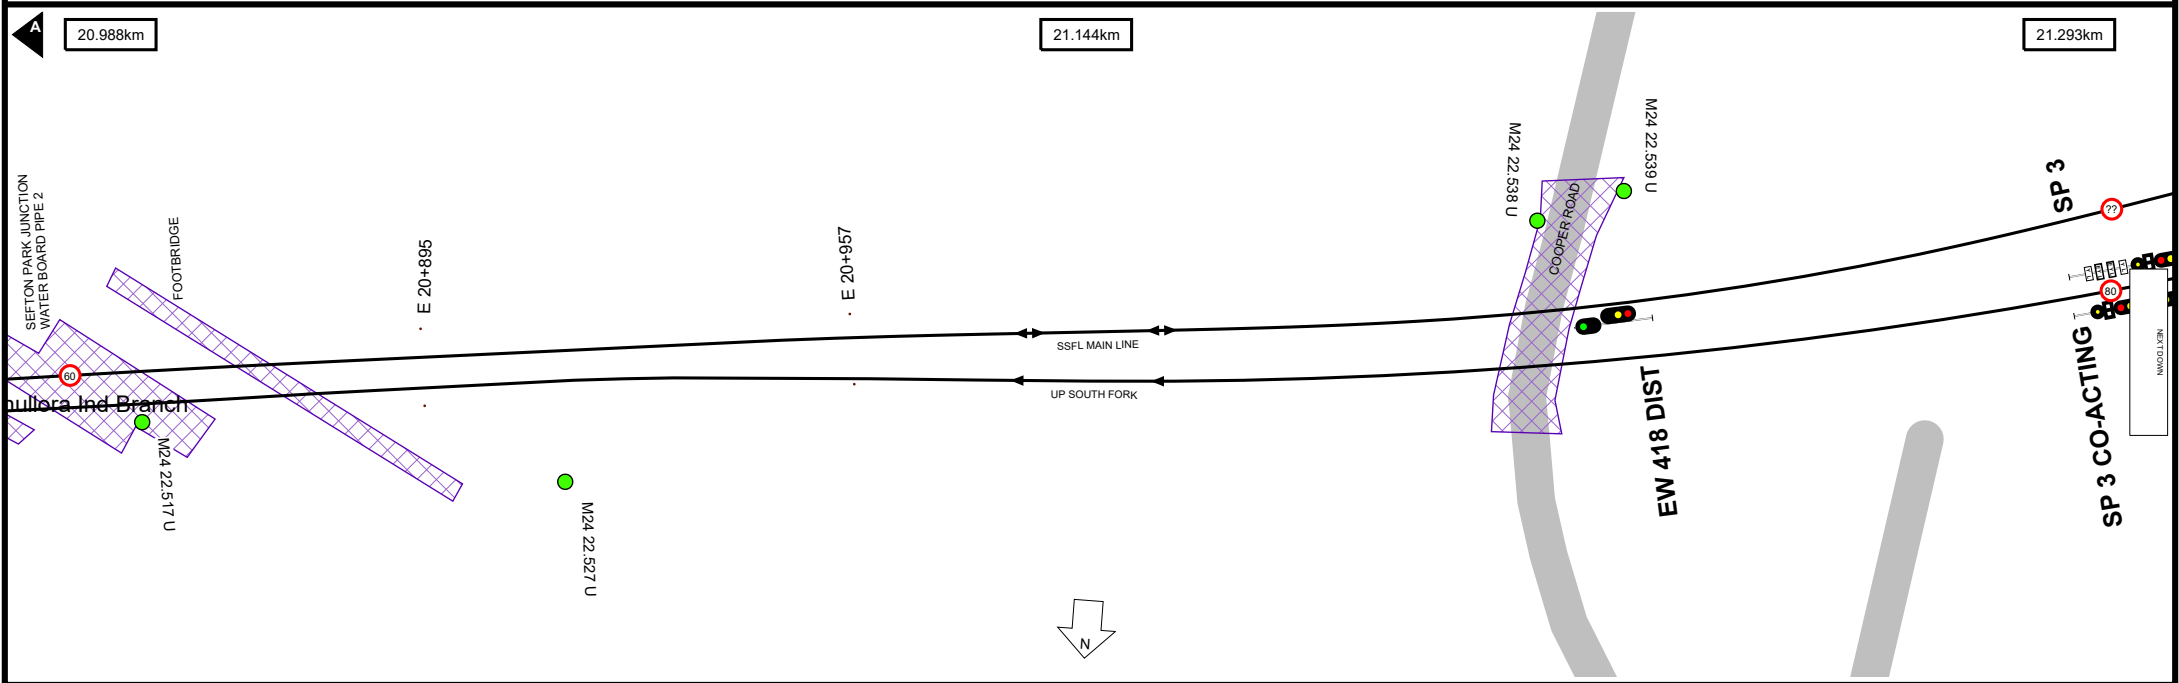 A
20.988km
21.144km
21.293km
SEFTON PARK JUNCTION
WATER BOARD PIPE 2
FOOTBRIDGE
E 20+895
E 20+957
M24 22.538 U
M24 22.539 U
COOPER ROAD
SP 3
??
80
60
SSFL MAIN LINE
UP SOUTH FORK
nullora Ind Branch
M24 22.517 U
M24 22.527 U
EW 418 DIST
SP 3 CO-ACTING
NEXT DOWN
N